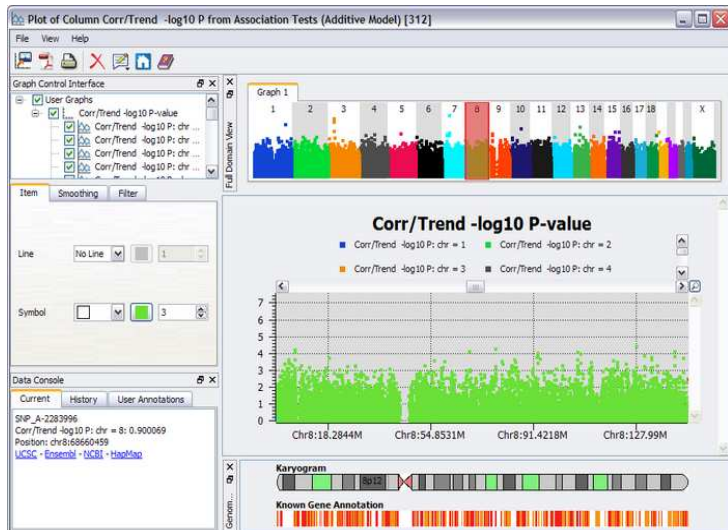 Plot of Column Corr/Trend -log10 P from Association Tests (Additive Model) [312]
File View Help
Graph Control Interface
User Graphs
Corr/Trend -log10 P-value
Corr/Trend -log10 P: chr ...
Corr/Trend -log10 P: chr ...
Corr/Trend -log10 P: chr ...
Corr/Trend -log10 P: chr ...
Item Smoothing Filter
Line No Line 1
Symbol 3
Data Console
Current History User Annotations
SNP_A-2283996
Corr/Trend -log10 P: chr = 8: 0.900069
Position: chr8:68660459
UCSC - Ensembl - NCBI - HapMap
Full Domain View
Graph 1
1 2 3 4 5 6 7 8 9 10 11 12 13 14 15 16 17 18 X
Corr/Trend -log10 P-value
Corr/Trend -log10 P: chr = 1 Corr/Trend -log10 P: chr = 2
Corr/Trend -log10 P: chr = 3 Corr/Trend -log10 P: chr = 4
7
6
5
4
3
2
1
0
Chr8:18.2844M Chr8:54.8531M Chr8:91.4218M Chr8:127.99M
Genom...
Karyogram
8p12
Known Gene Annotation